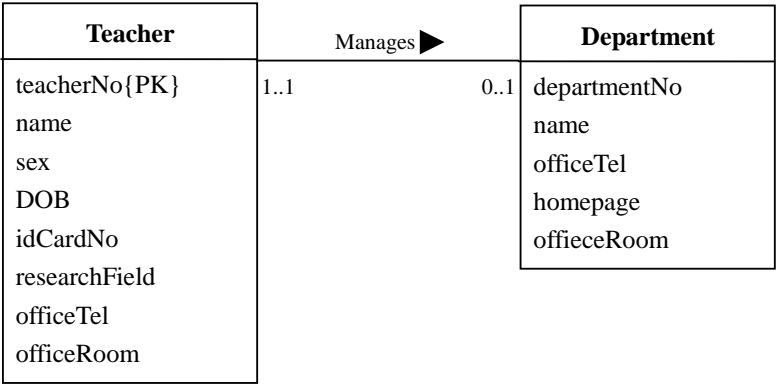 Teacher
teacherNo{PK}
name
sex
DOB
idCardNo
researchField
officeTel
officeRoom
Manages
1..1
0..1
Department
departmentNo
name
officeTel
homepage
offieceRoom